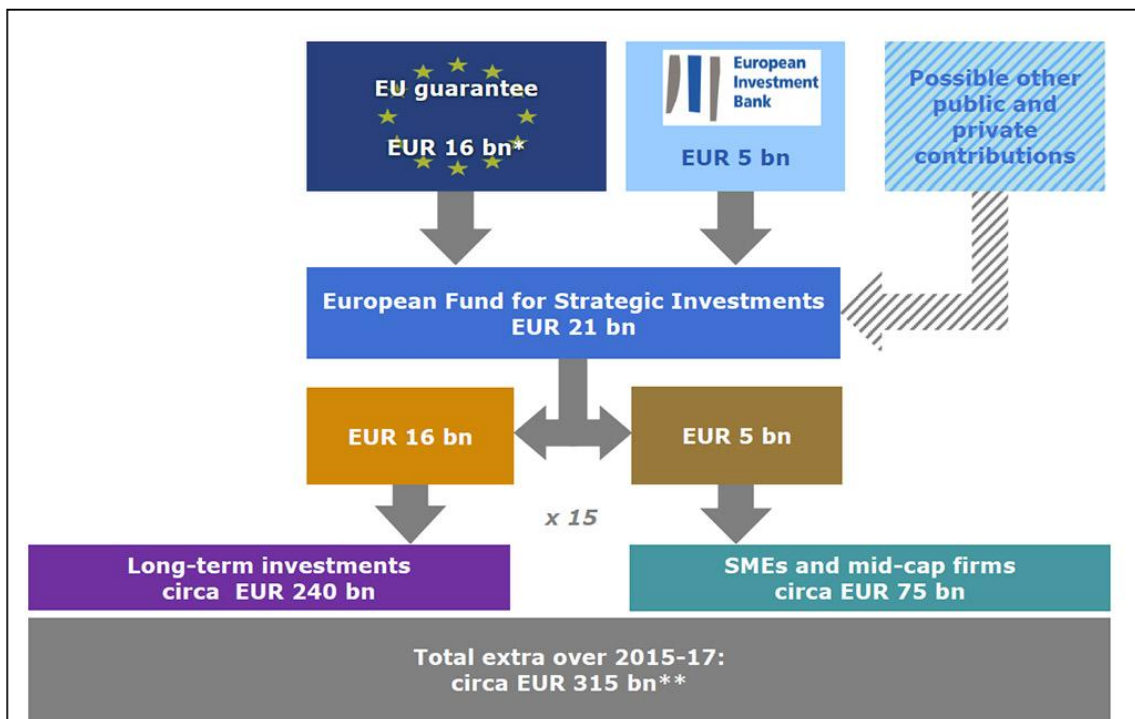 EU guarantee
EUR 16 bn*
European
Investment
Bank
EUR 5 bn
Possible other
public and
private
contributions
European Fund for Strategic Investments
EUR 21 bn
EUR 16 bn
EUR 5 bn
x 15
Long-term investments
circa EUR 240 bn
SMEs and mid-cap firms
circa EUR 75 bn
Total extra over 2015-17:
circa EUR 315 bn**